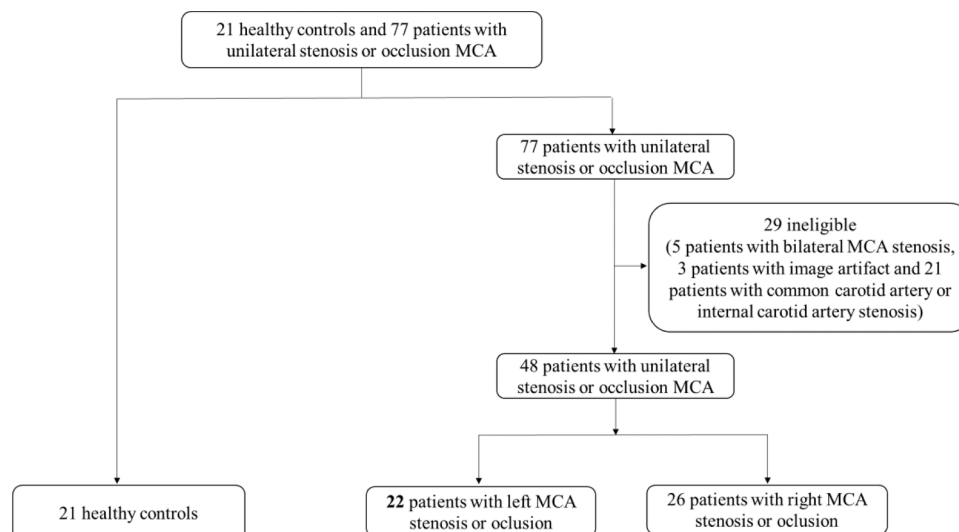 21 healthy controls and 77 patients with
unilateral stenosis or occlusion MCA
77 patients with unilateral
stenosis or occlusion MCA
29 ineligible
(5 patients with bilateral MCA stenosis,
3 patients with image artifact and 21
patients with common carotid artery or
internal carotid artery stenosis)
48 patients with unilateral
stenosis or occlusion MCA
21 healthy controls
22 patients with left MCA
stenosis or oclusion
26 patients with right MCA
stenosis or oclusion